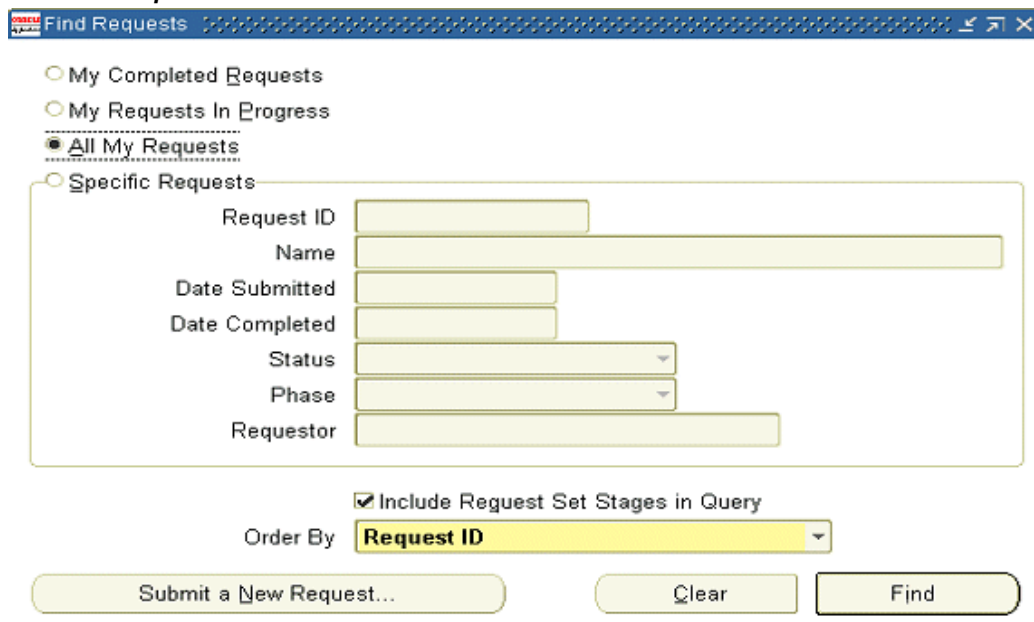 Find Requests
My Completed Requests
My Requests In Progress
All My Requests
Specific Requests
Request ID
Name
Date Submitted
Date Completed
Status
Phase
Requestor
Include Request Set Stages in Query
Order By Request ID
Submit a New Request... Clear Find